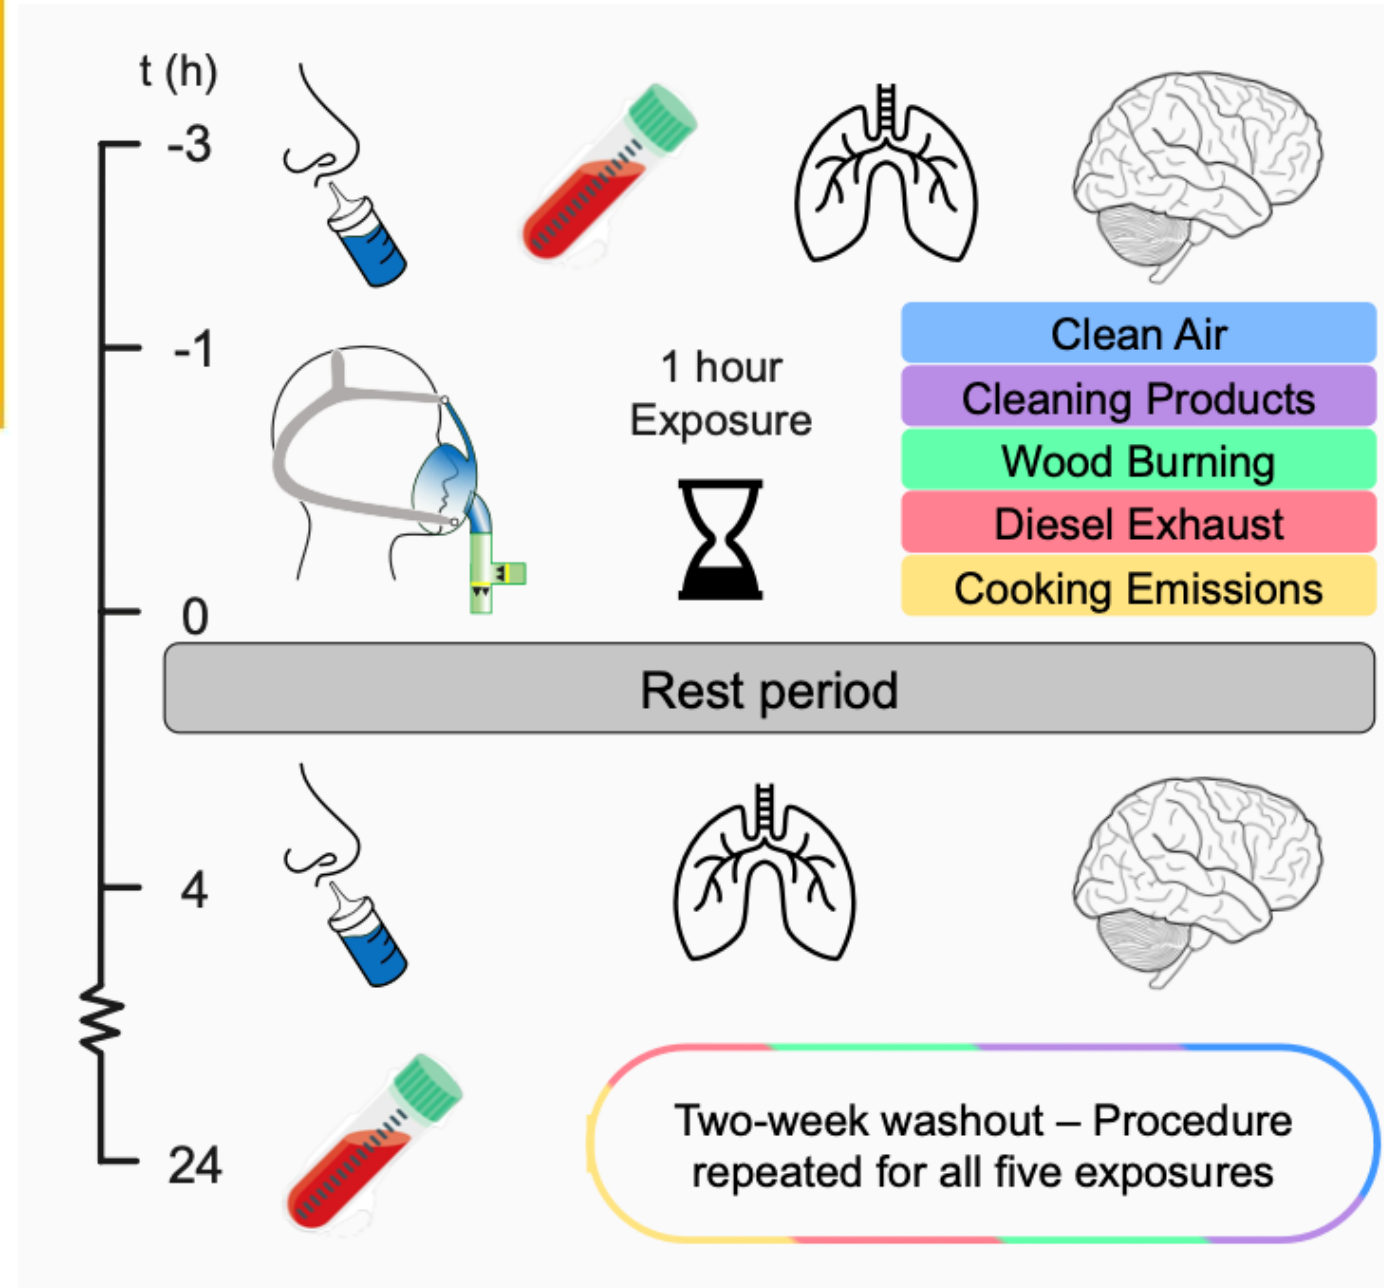 t (h)
-3
-1
1 hour
Exposure
Clean Air
Cleaning Products
Wood Burning
Diesel Exhaust
Cooking Emissions
0
Rest period
4
Two-week washout – Procedure
repeated for all five exposures
24